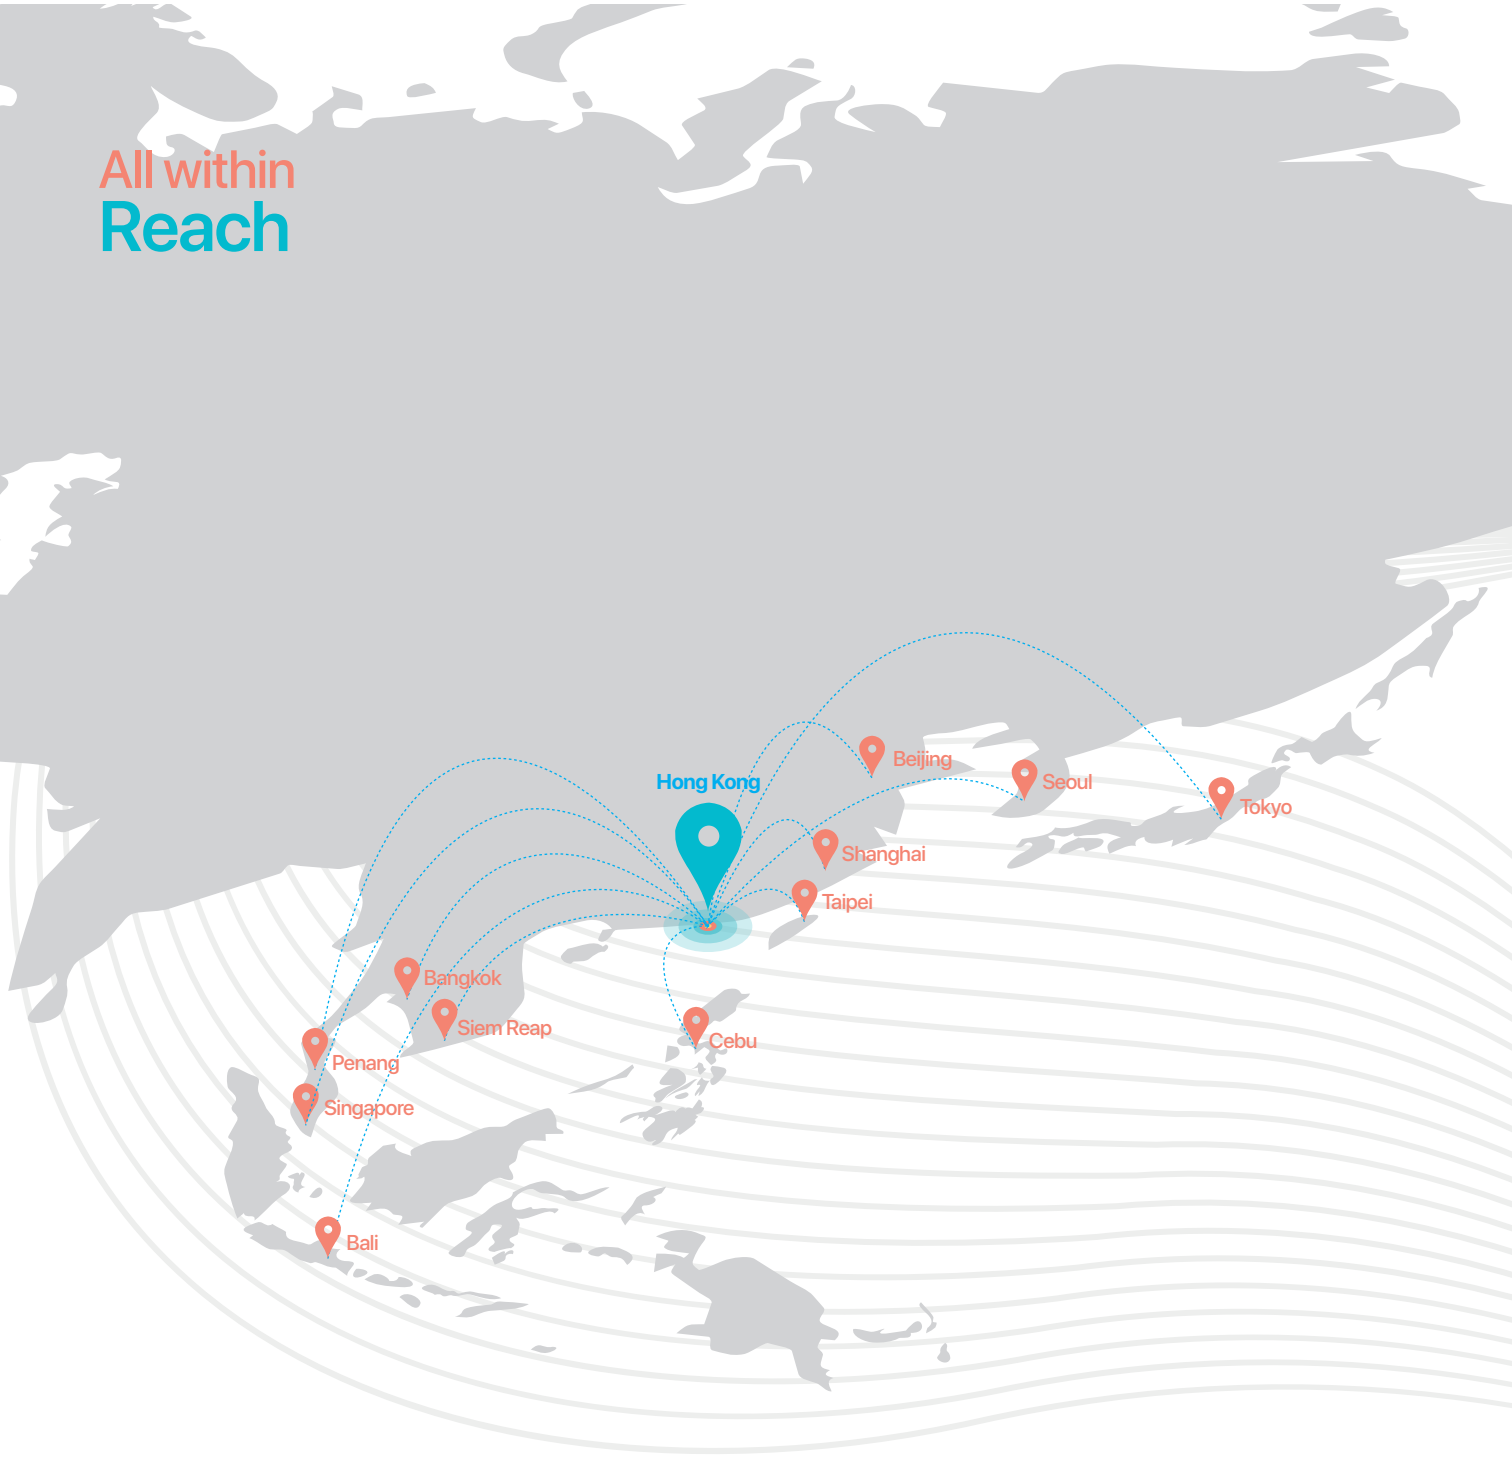 All within
Reach
Beijing
Hong Kong
Seoul
Tokyo
Shanghai
Taipei
Bangkok
Siem Reap
Cebu
Penang
Singapore
Bali